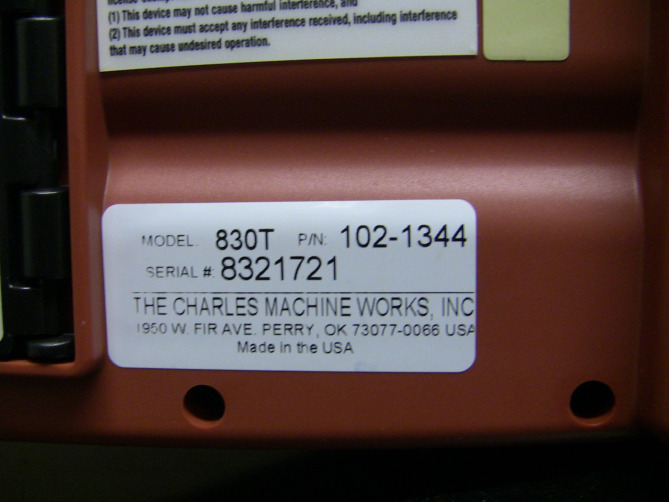 (1) This device may not cause harmful interference, and
(2) This device must accept any interference received, including interference
that may cause undesired operation.
MODEL: 830T P/N: 102-1344
SERIAL #: 8321721
THE CHARLES MACHINE WORKS, INC
1950 W. FIR AVE. PERRY, OK 73077-0066 USA
Made in the USA